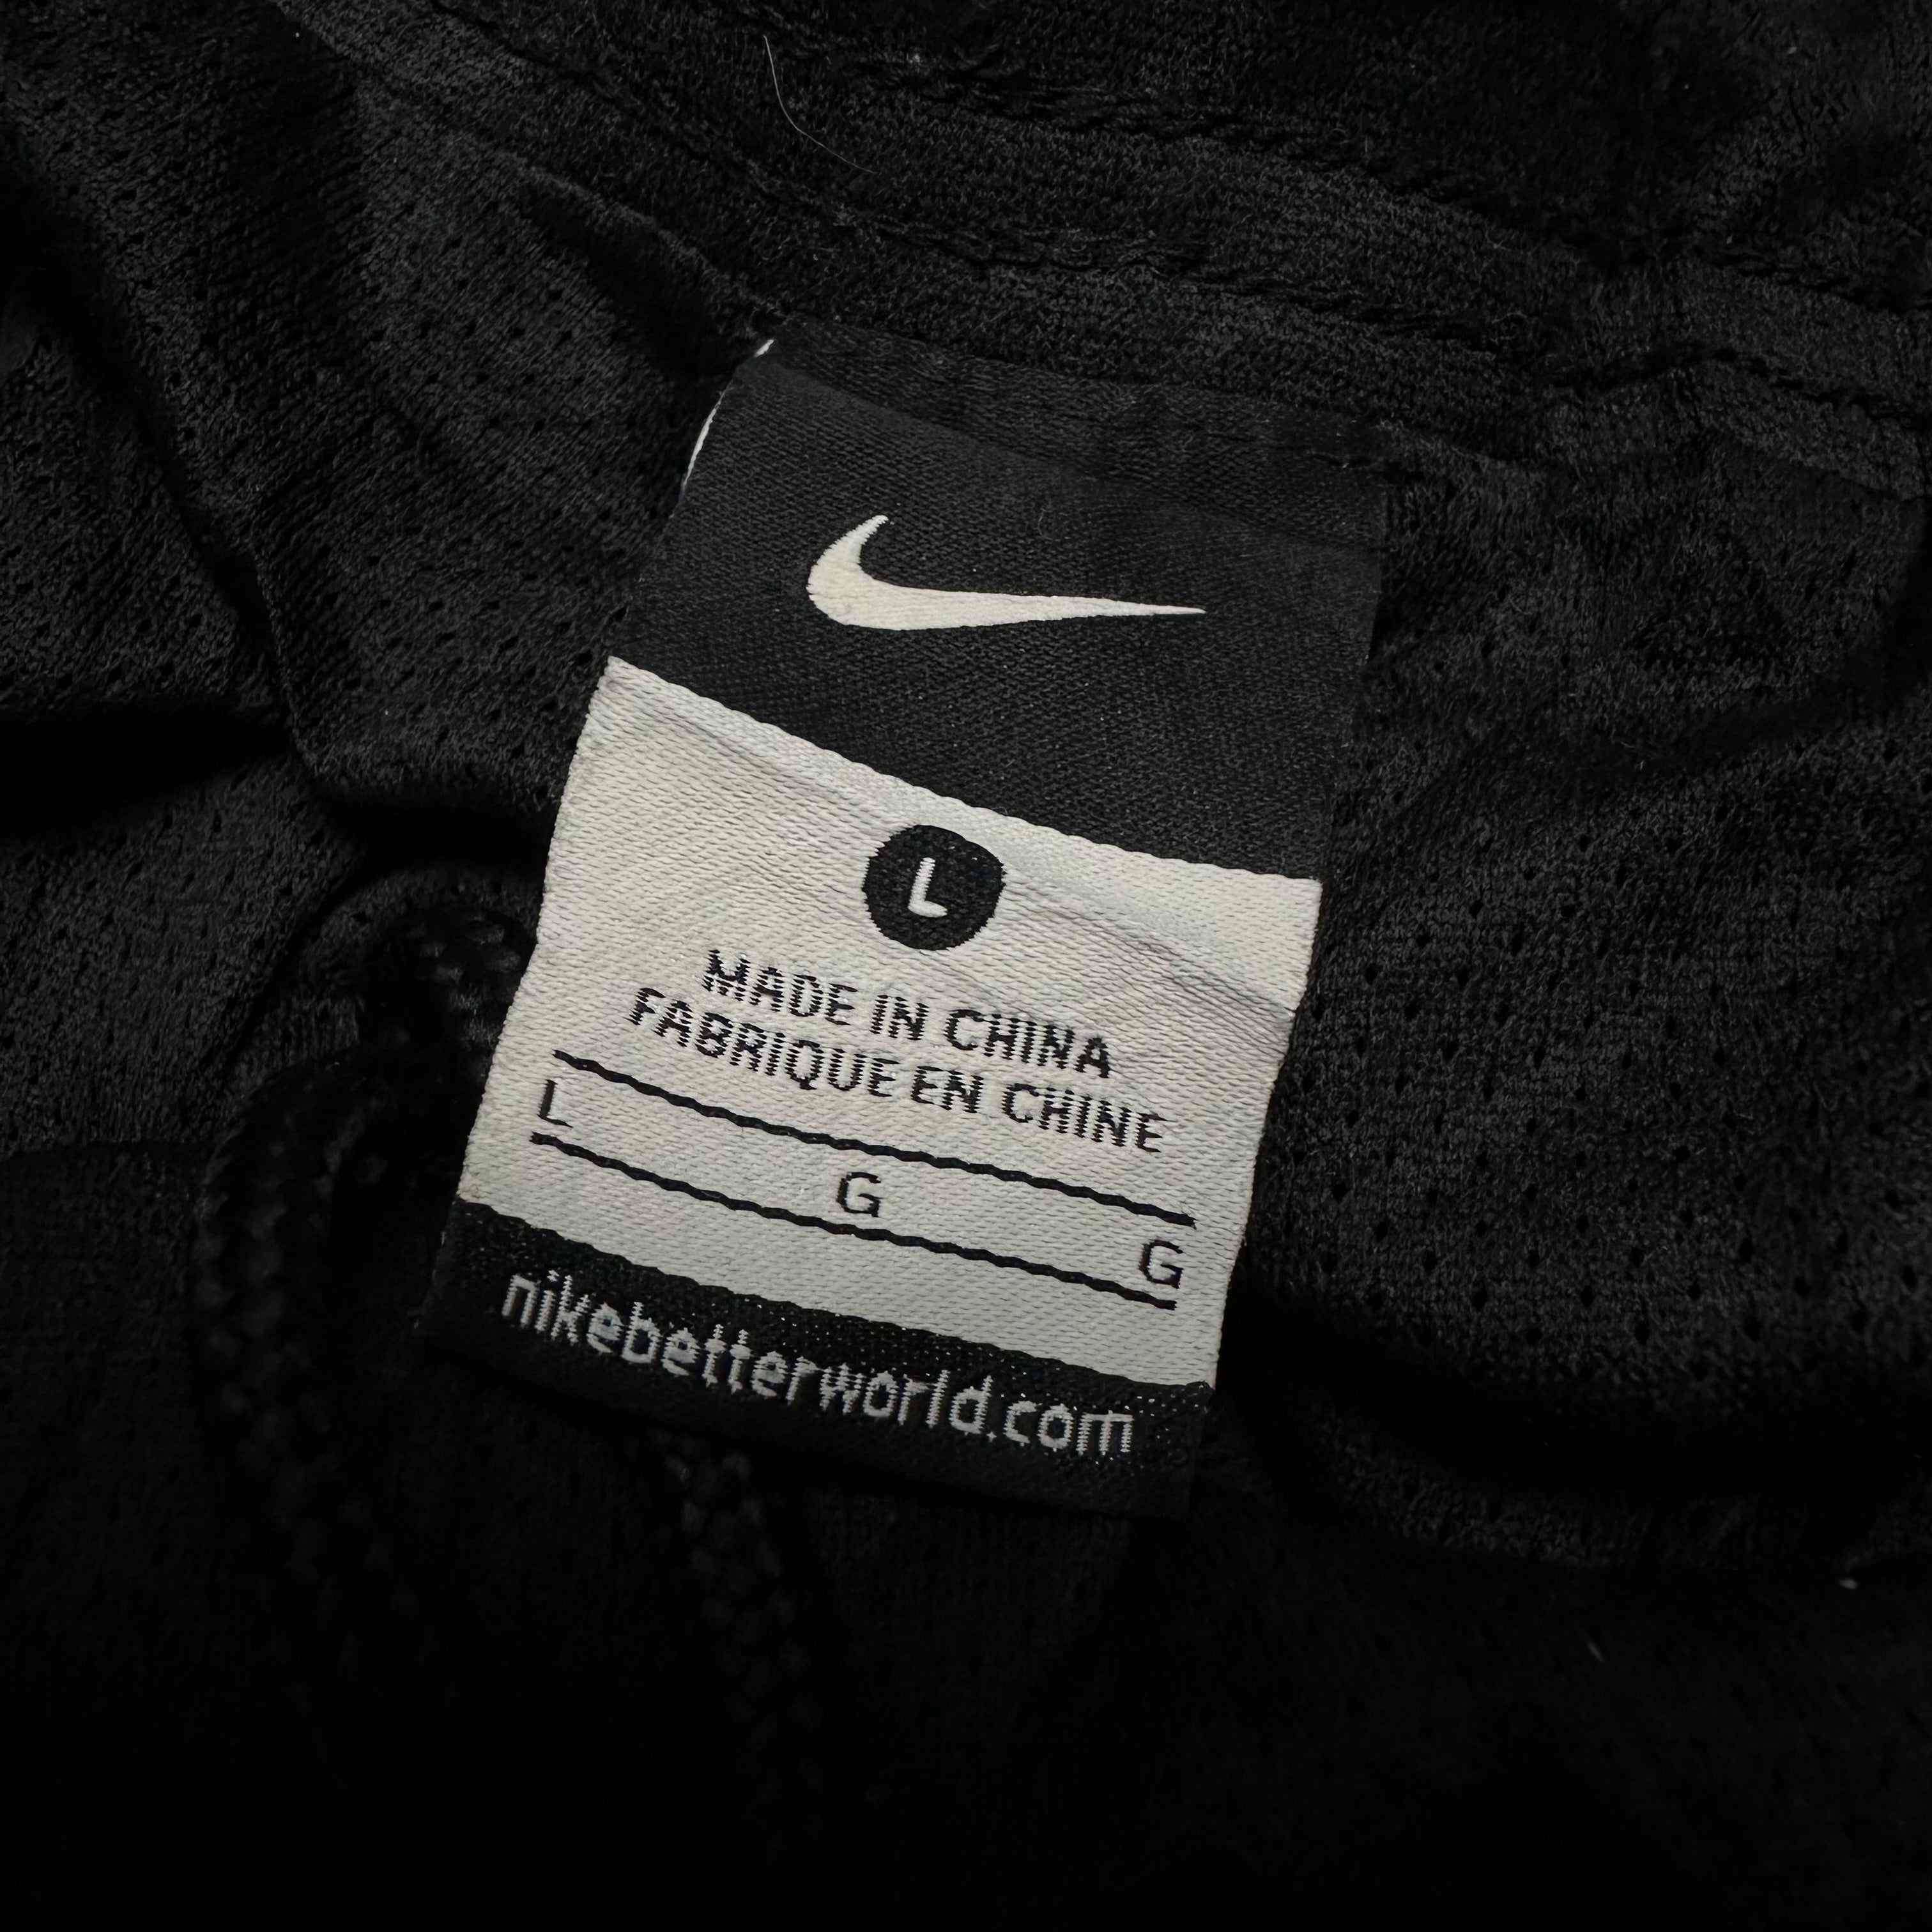 L
MADE IN CHINA
FABRIQUE EN CHINE
L G G
nikebetterworld.com